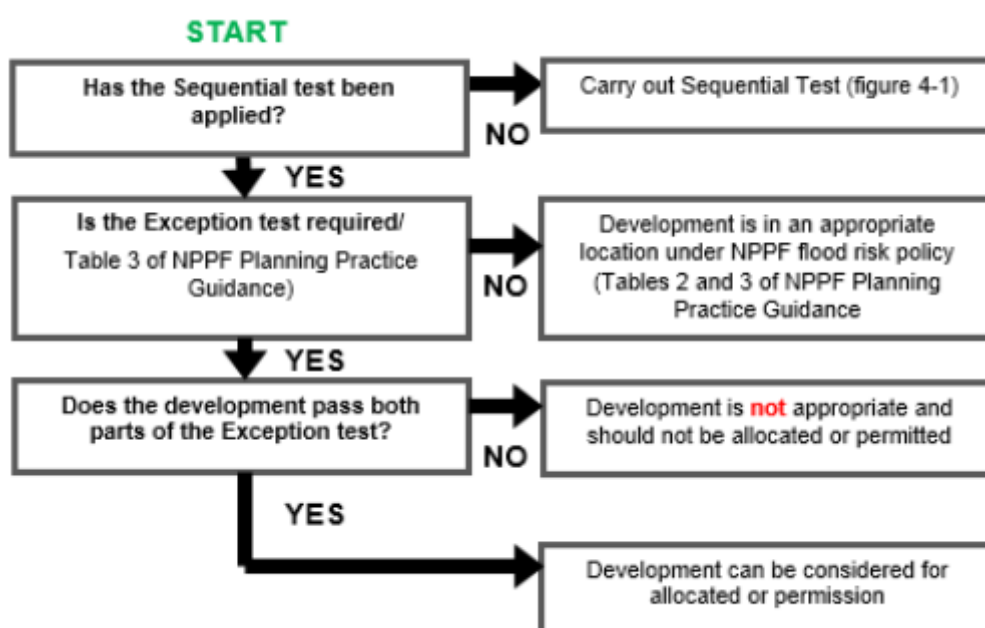 START
Has the Sequential test been
applied?
NO
Carry out Sequential Test (figure 4-1)
YES
Is the Exception test required/
Table 3 of NPPF Planning Practice
Guidance)
NO
Development is in an appropriate
location under NPPF flood risk policy
(Tables 2 and 3 of NPPF Planning
Practice Guidance
YES
Does the development pass both
parts of the Exception test?
NO
Development is not appropriate and
should not be allocated or permitted
YES
Development can be considered for
allocated or permission